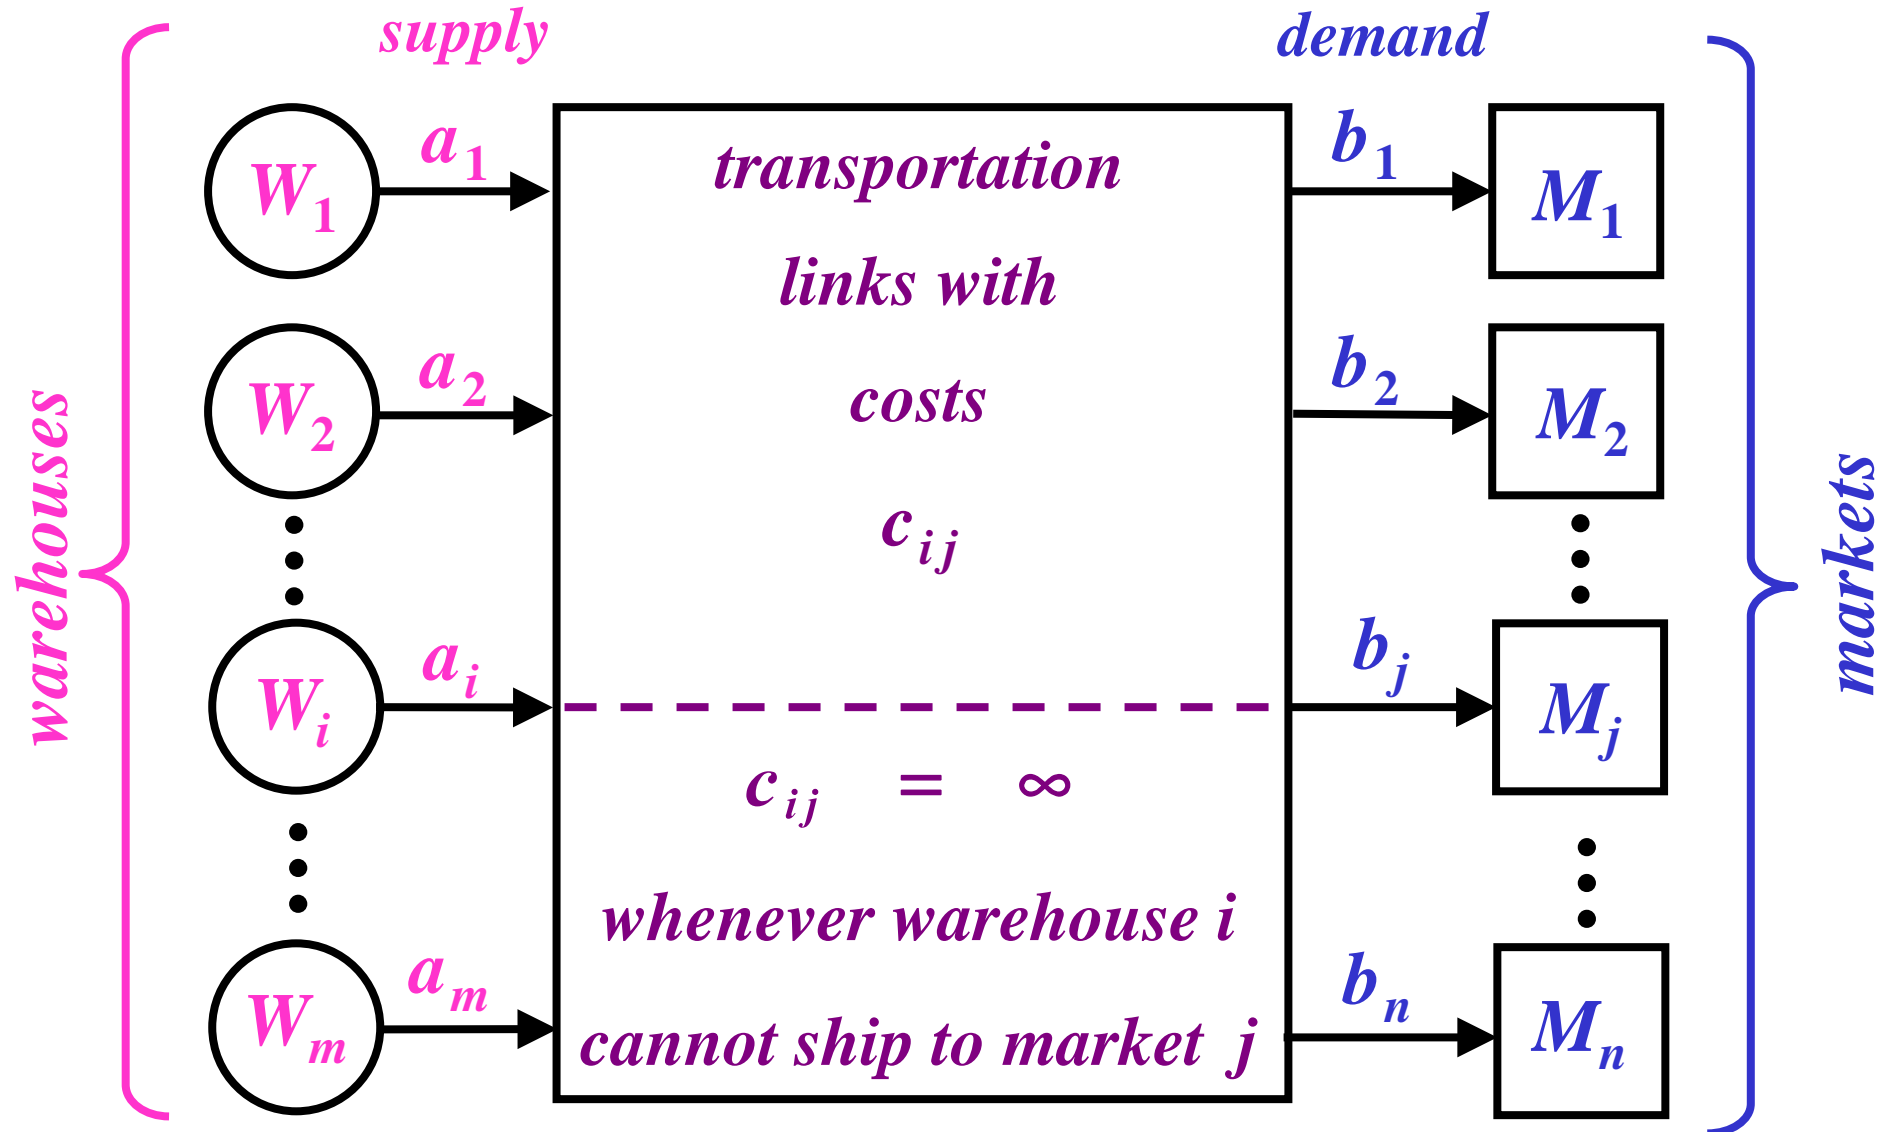 supply
demand
warehouses
W₁
a₁
W₂
a₂
Wᵢ
aᵢ
Wₘ
aₘ
transportation
links with
costs
cᵢⱼ
cᵢⱼ = ∞
whenever warehouse i
cannot ship to market j
b₁
M₁
b₂
M₂
bⱼ
Mⱼ
bₙ
Mₙ
markets